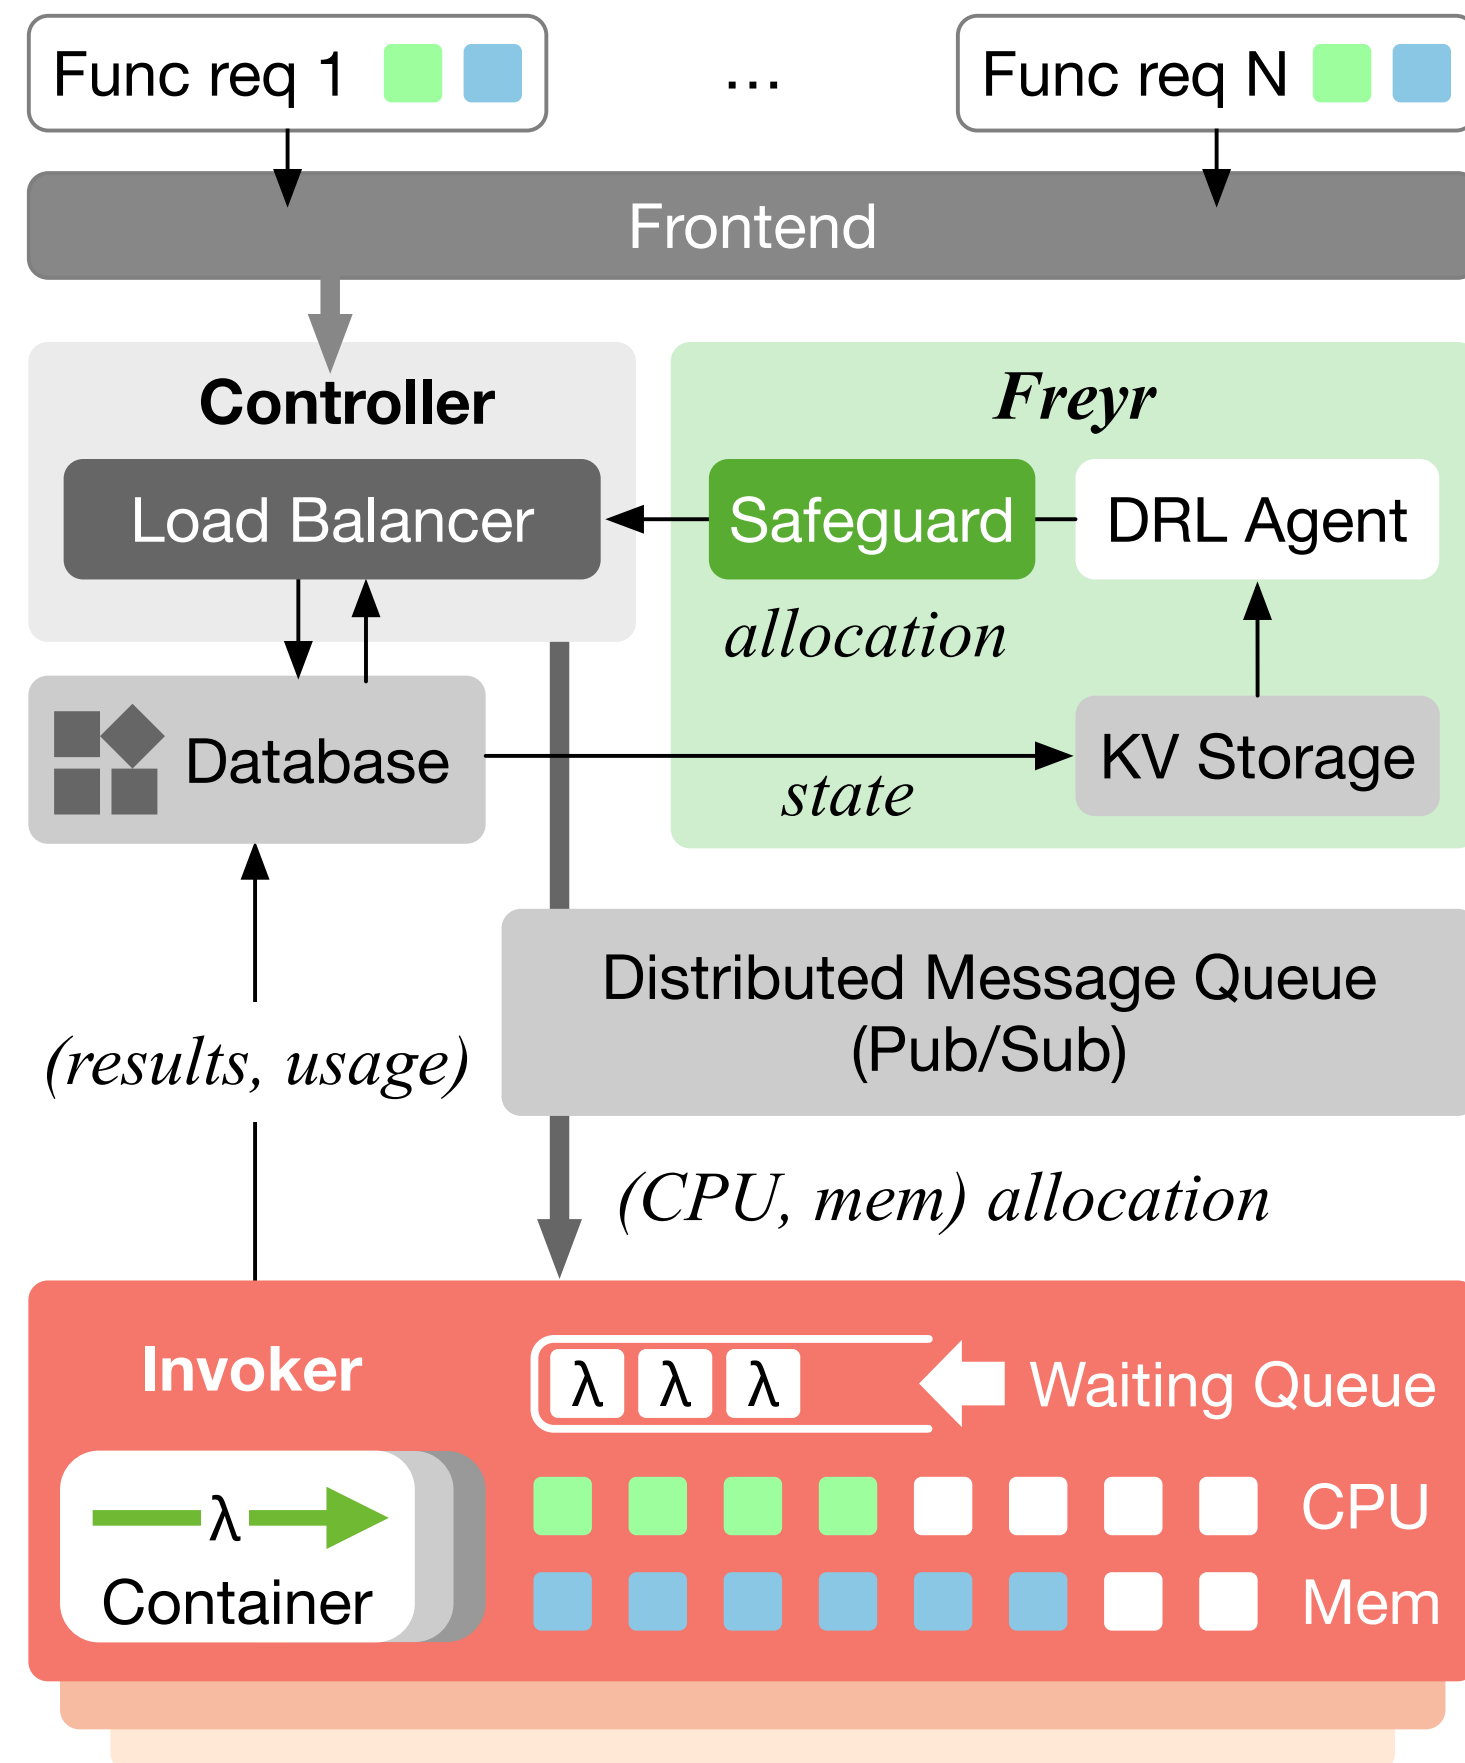 Func req 1
...
Func req N
Frontend
Controller
Freyr
Load Balancer
Safeguard
DRL Agent
allocation
Database
state
KV Storage
Distributed Message Queue
(Pub/Sub)
(results, usage)
(CPU, mem) allocation
Invoker
λ λ λ
Waiting Queue
λ
Container
CPU
Mem